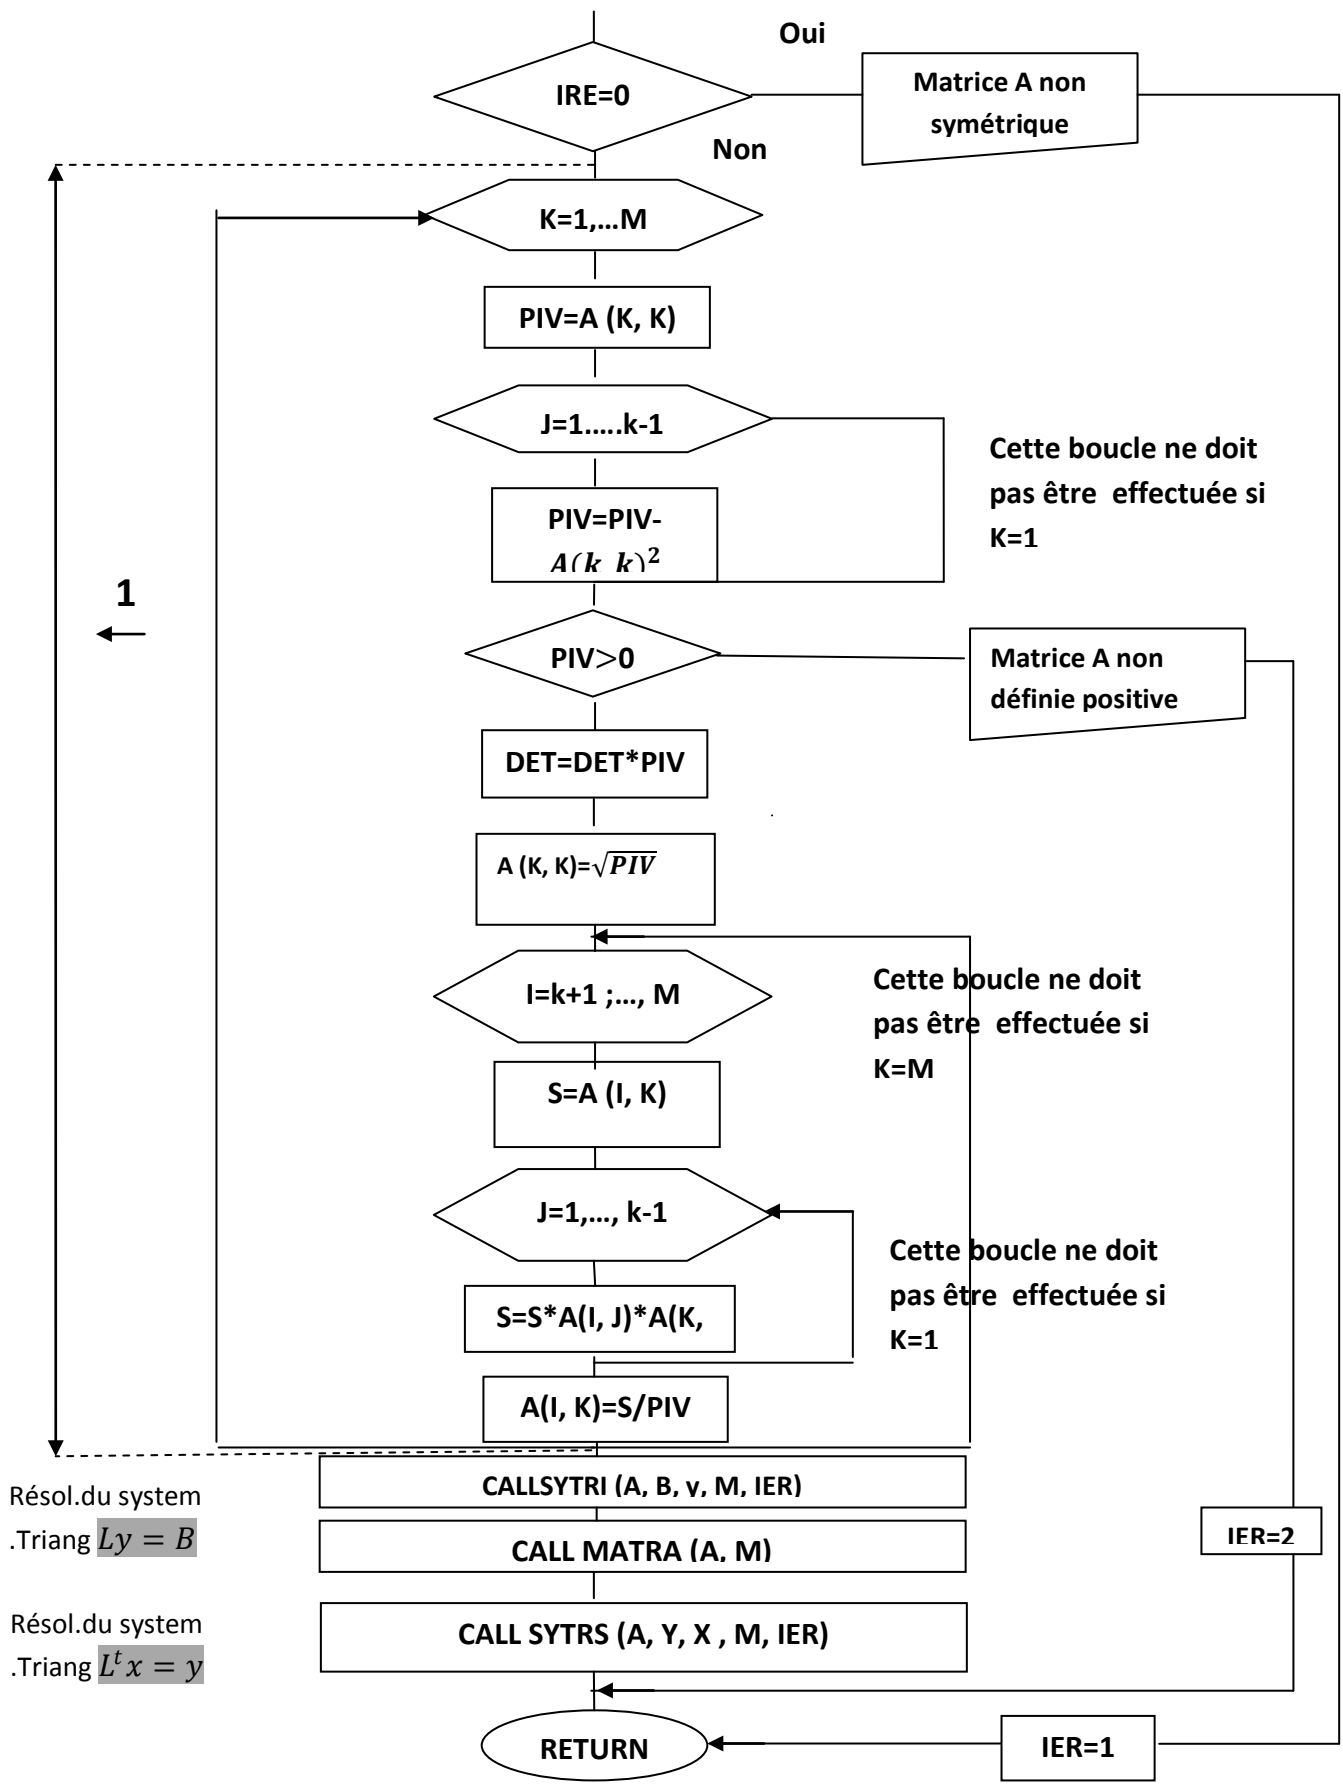 Oui
IRE=0
Matrice A non
symétrique
Non
K=1,...M
PIV=A (K, K)
J=1.....k-1
Cette boucle ne doit
pas être effectuée si
K=1
PIV=PIV-
A(k k)²
1
PIV>0
Matrice A non
définie positive
DET=DET*PIV
A (K, K)=√PIV
I=k+1 ;..., M
Cette boucle ne doit
pas être effectuée si
K=M
S=A (I, K)
J=1,..., k-1
Cette boucle ne doit
pas être effectuée si
K=1
S=S*A(I, J)*A(K,
A(I, K)=S/PIV
CALLSYTRI (A, B, y, M, IER)
Résol.du system
.Triang Ly = B
CALL MATRA (A, M)
IER=2
Résol.du system
.Triang Lᵗx = y
CALL SYTRS (A, Y, X , M, IER)
RETURN
IER=1